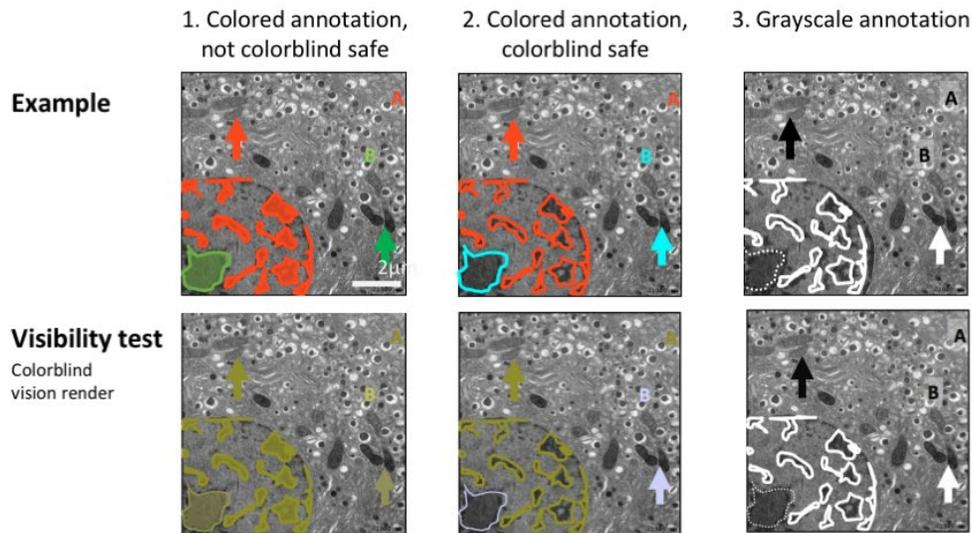 1. Colored annotation,
not colorblind safe
2. Colored annotation,
colorblind safe
3. Grayscale annotation
Example
A
B
2µm
A
B
A
B
Visibility test
Colorblind
vision render
A
B
A
B
A
B